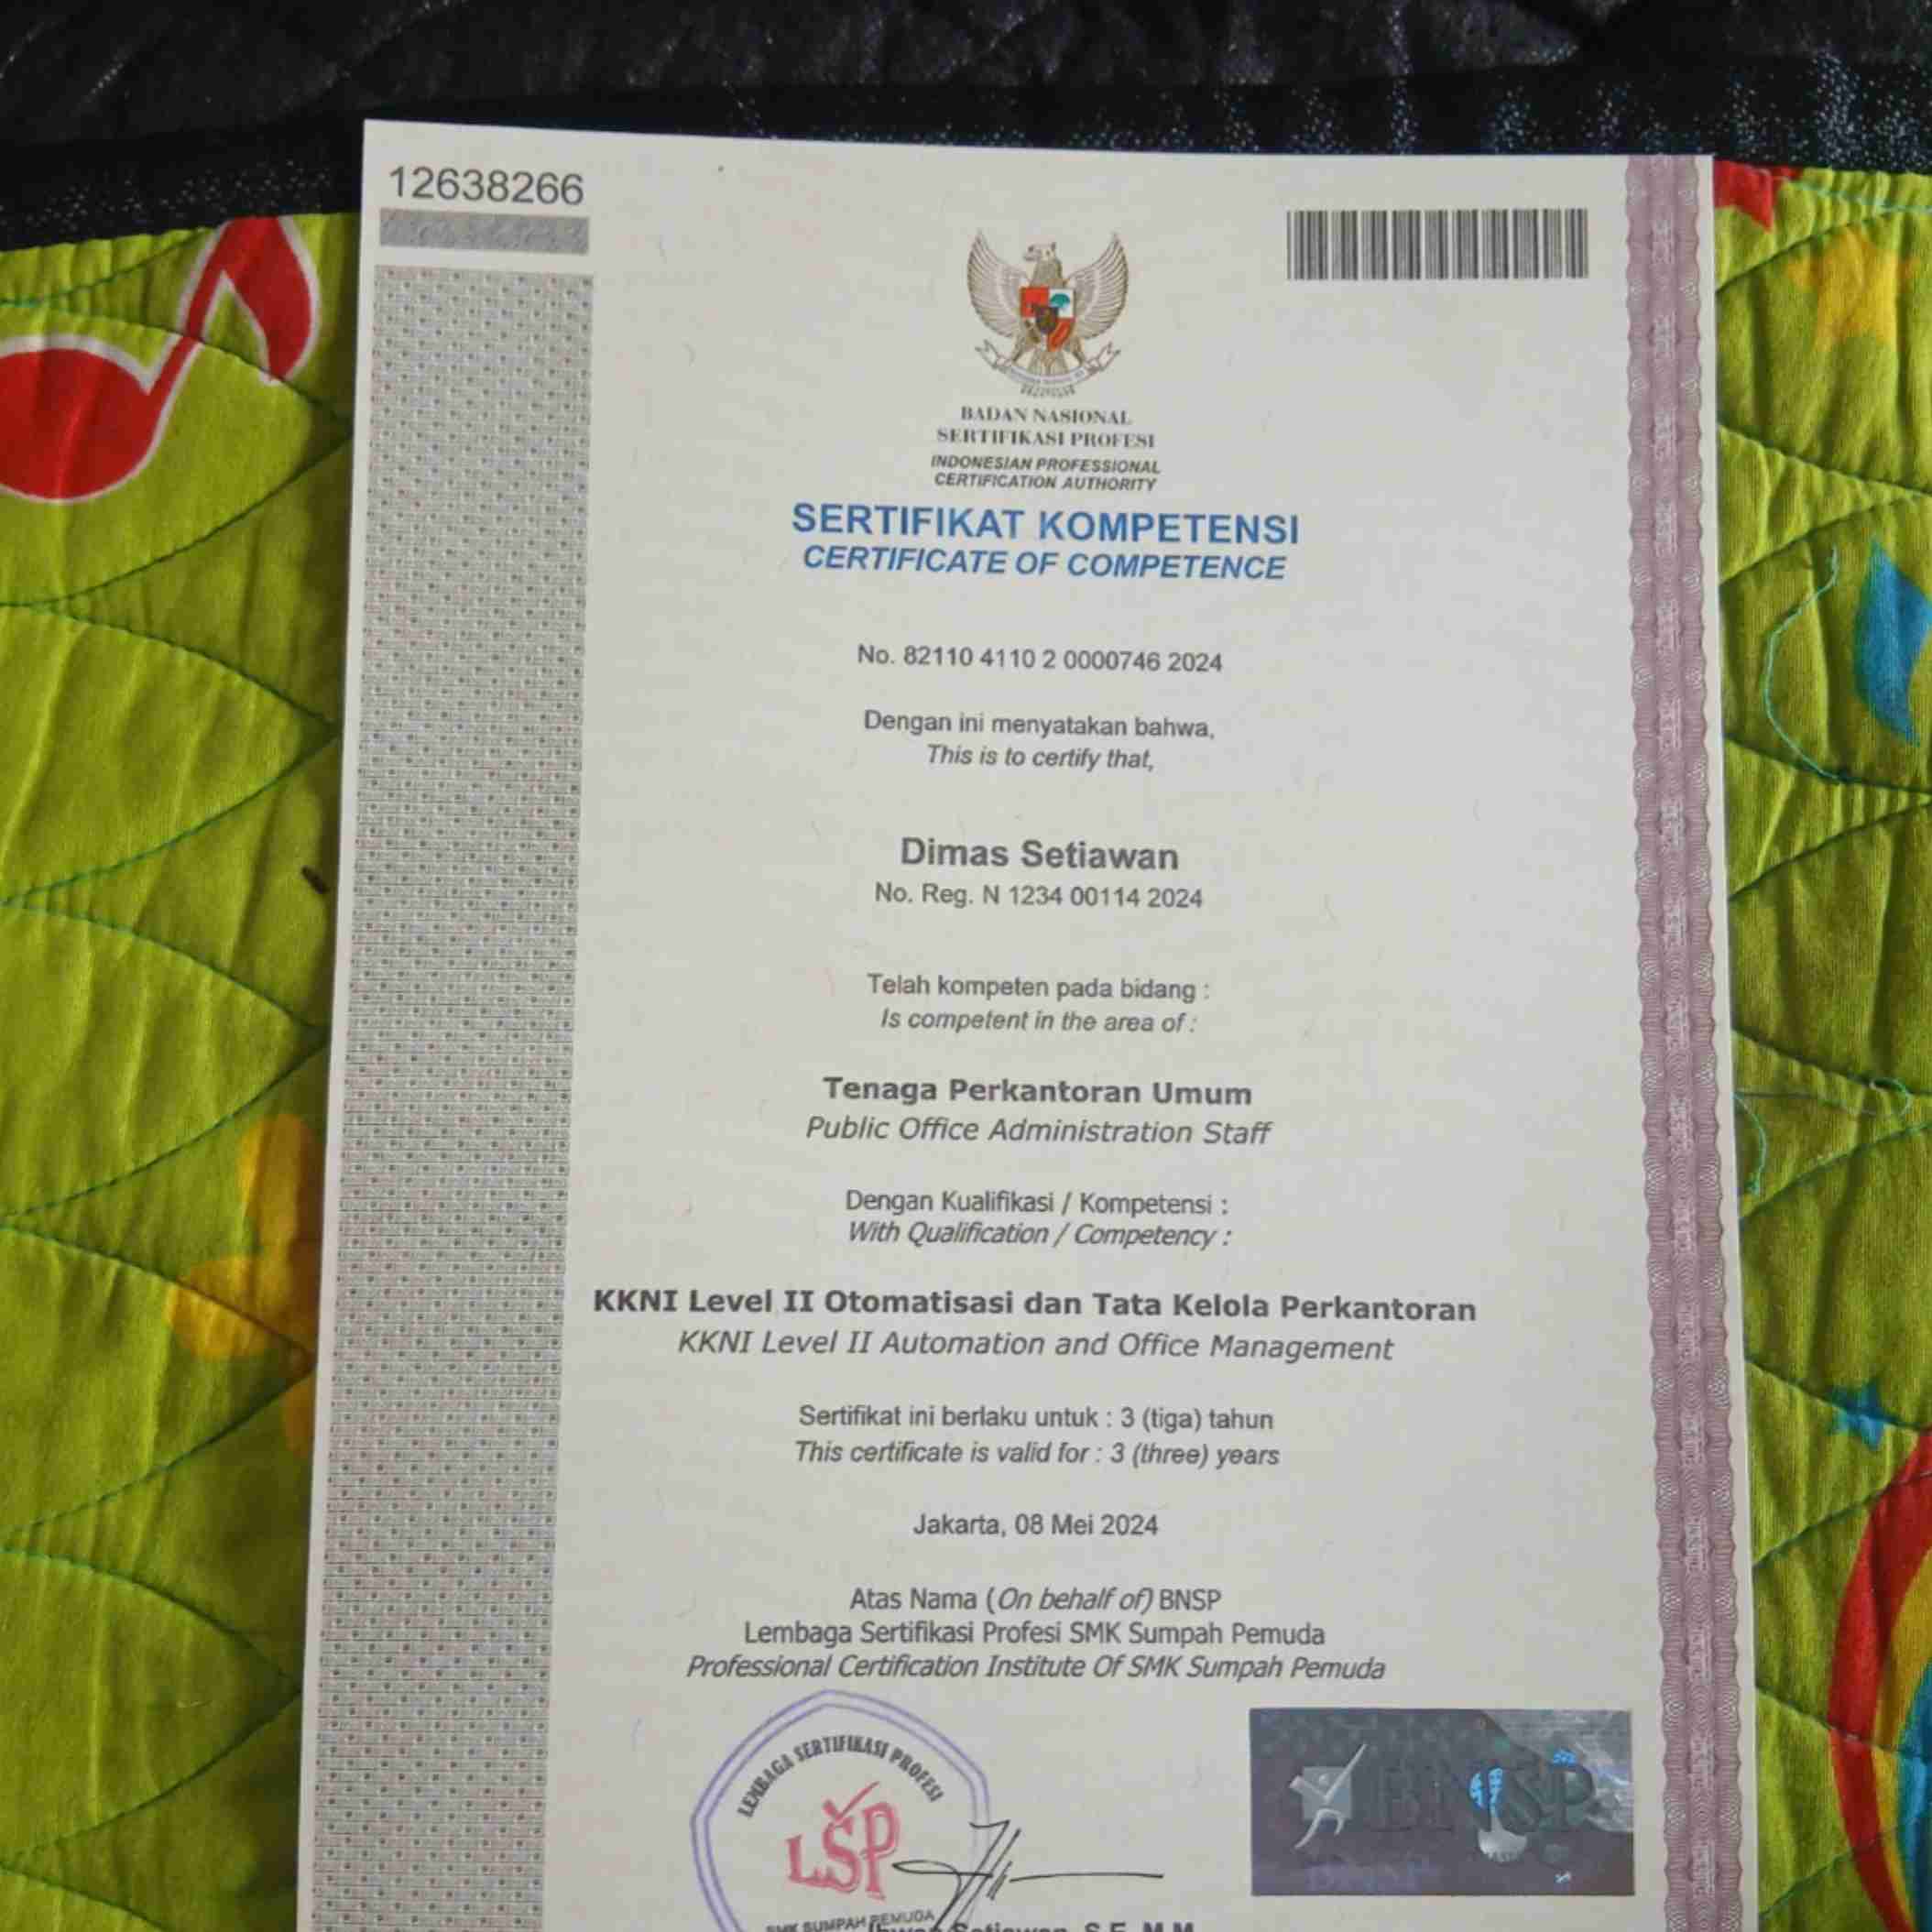 12638266
BADAN NASIONAL
SERTIFIKASI PROFESI
INDONESIAN PROFESSIONAL
CERTIFICATION AUTHORITY
SERTIFIKAT KOMPETENSI
CERTIFICATE OF COMPETENCE
No. 82110 4110 2 0000746 2024
Dengan ini menyatakan bahwa,
This is to certify that,
Dimas Setiawan
No. Reg. N 1234 00114 2024
Telah kompeten pada bidang :
Is competent in the area of :
Tenaga Perkantoran Umum
Public Office Administration Staff
Dengan Kualifikasi / Kompetensi :
With Qualification / Competency :
KKNI Level II Otomatisasi dan Tata Kelola Perkantoran
KKNI Level II Automation and Office Management
Sertifikat ini berlaku untuk : 3 (tiga) tahun
This certificate is valid for : 3 (three) years
Jakarta, 08 Mei 2024
Atas Nama (On behalf of) BNSP
Lembaga Sertifikasi Profesi SMK Sumpah Pemuda
Professional Certification Institute Of SMK Sumpah Pemuda
LEMBAGA SERTIFIKASI PROFESI
LSP
SMK SUMPAH PEMUDA
BNSP
Setiawan, S.E, M.M